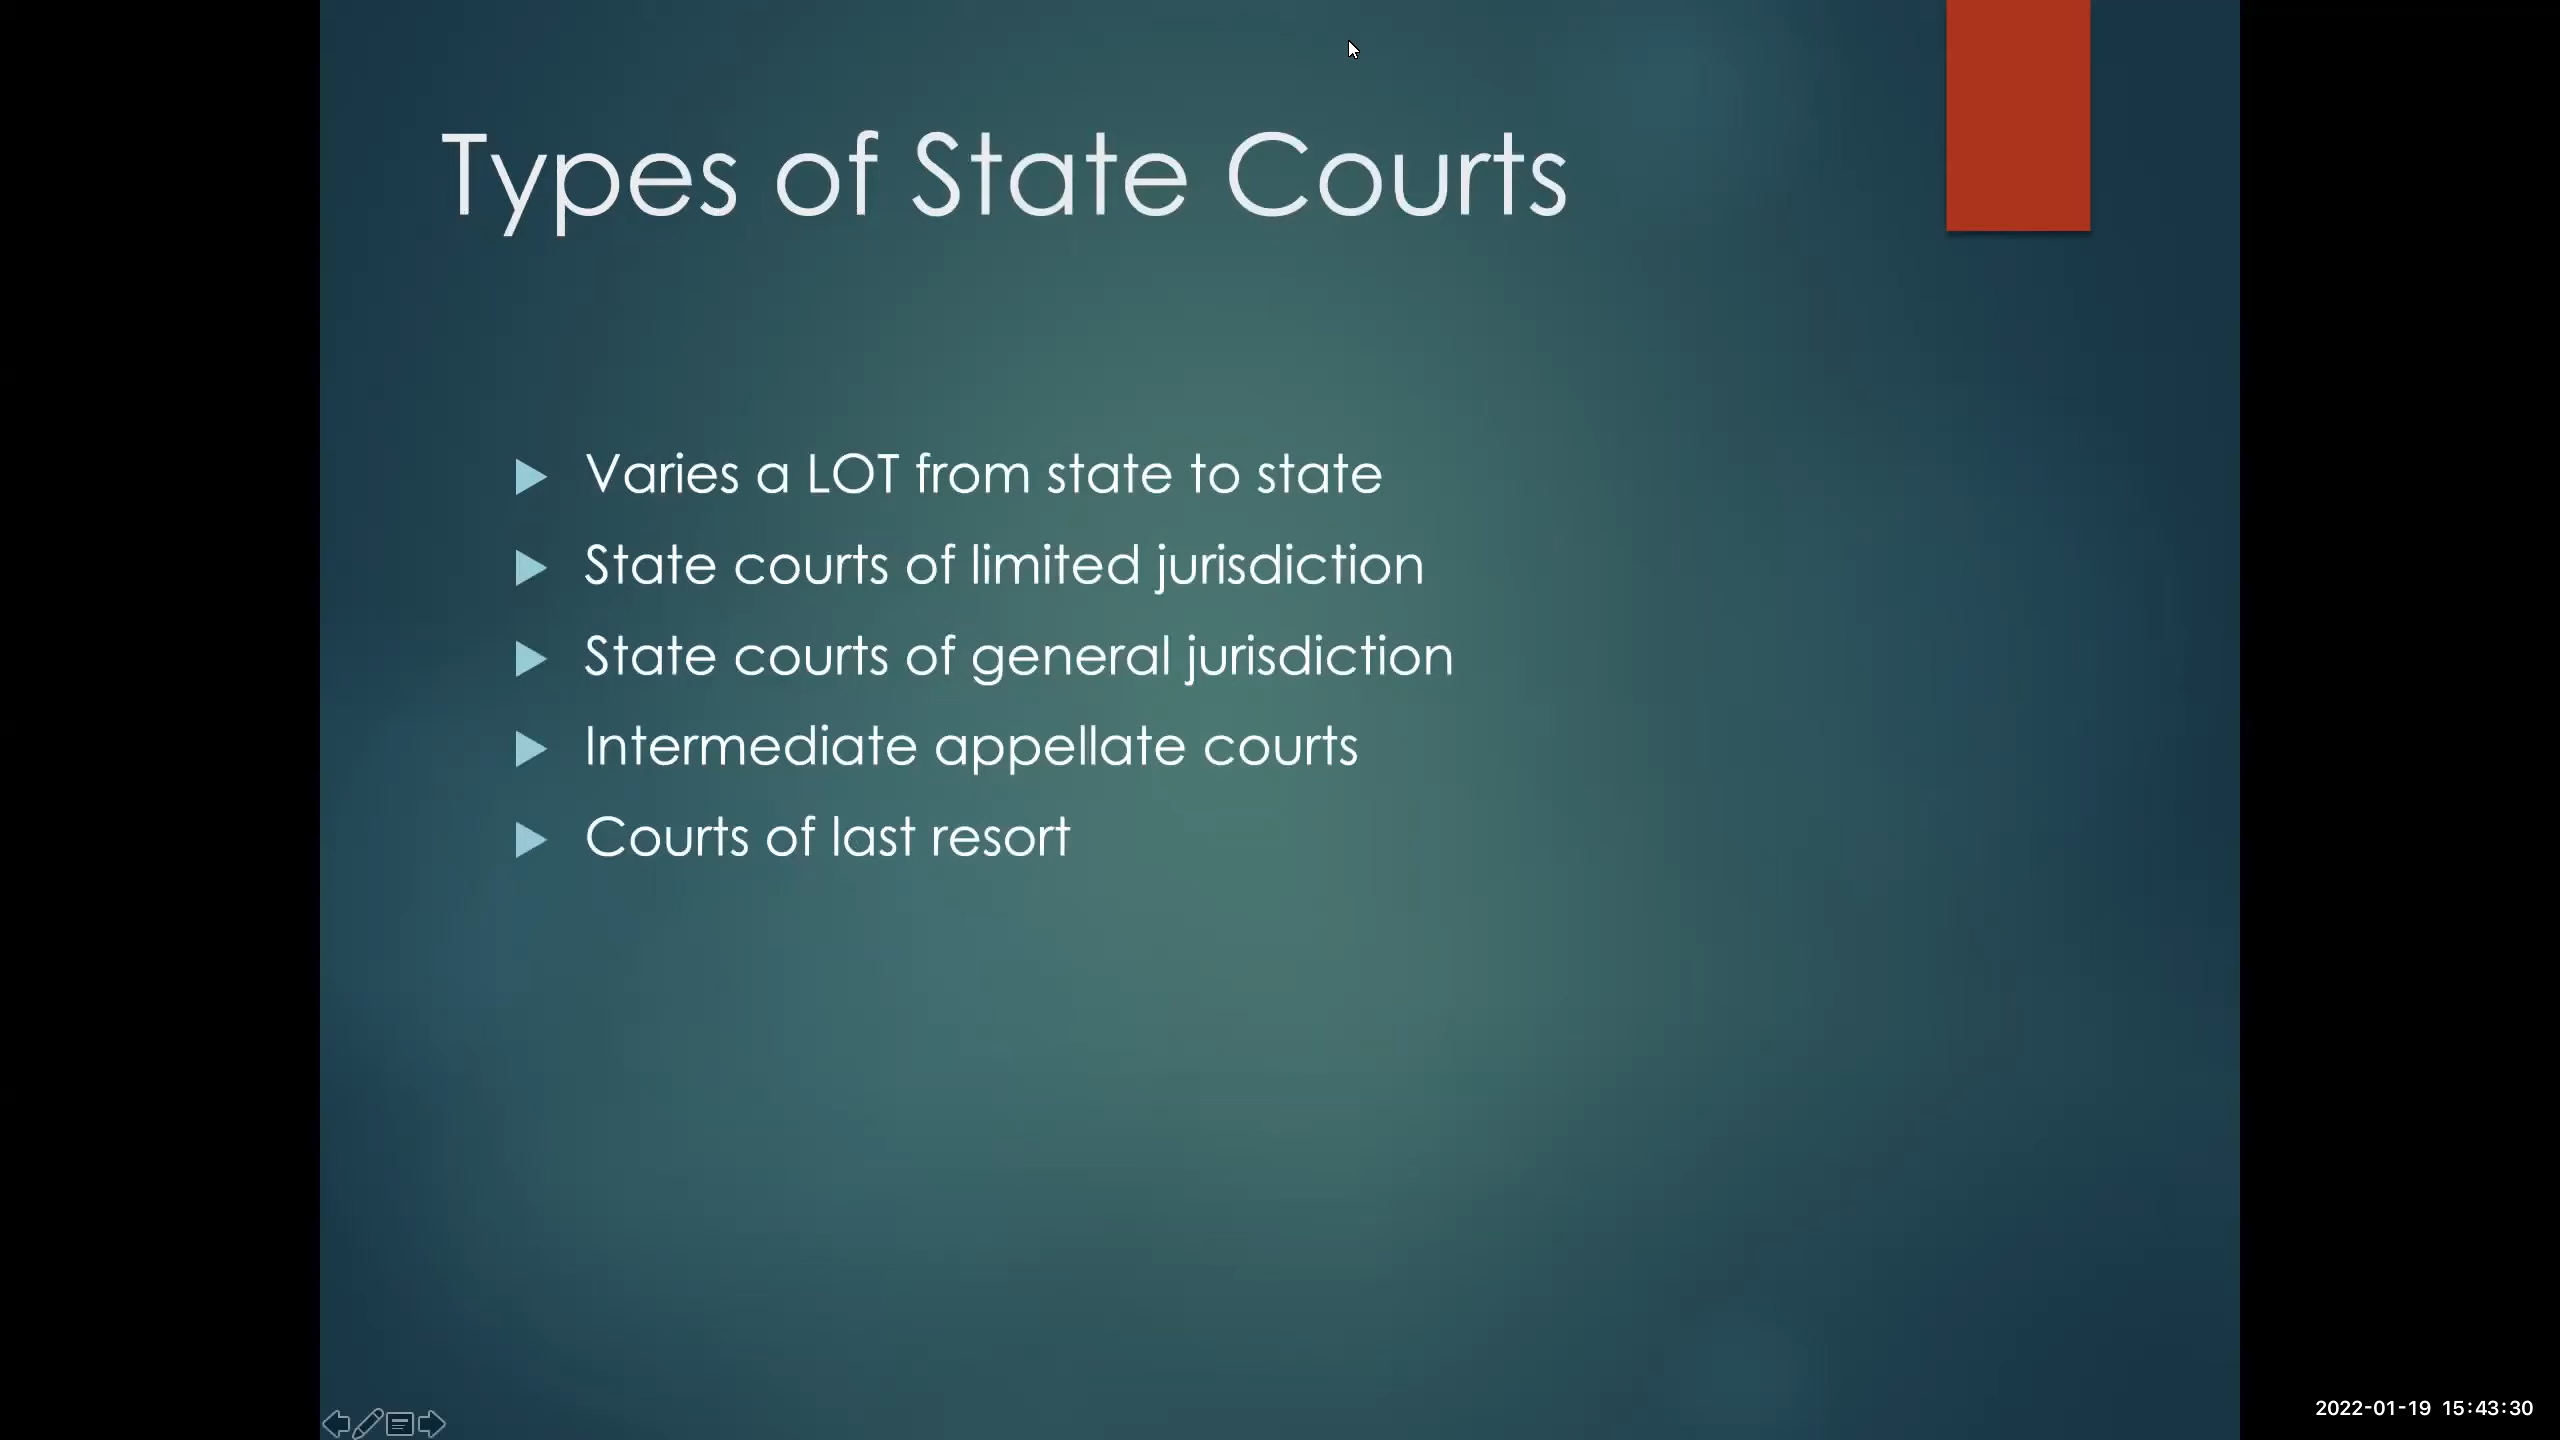 Types of State Courts
Varies a LOT from state to state
State courts of limited jurisdiction
State courts of general jurisdiction
Intermediate appellate courts
Courts of last resort
2022-01-19 15:43:30